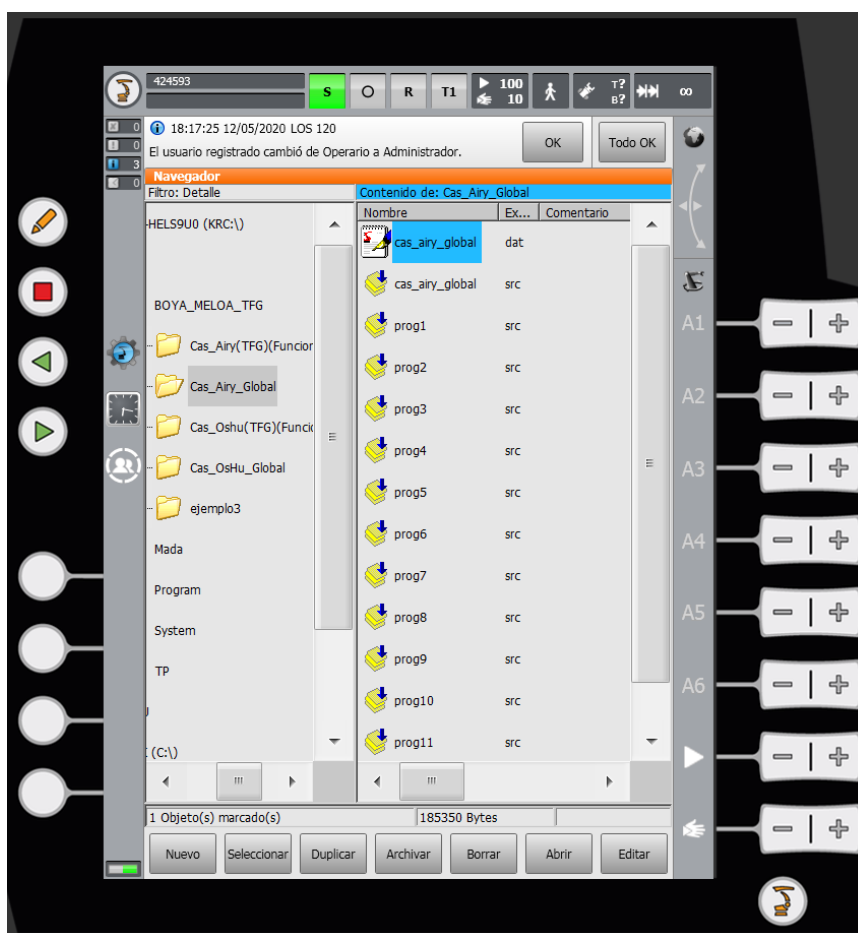 424593
S
R
T1
100
10
T?
B?
∞
0
0
3
0
18:17:25 12/05/2020 LOS 120
El usuario registrado cambió de Operario a Administrador.
OK
Todo OK
Navegador
Filtro: Detalle
Contenido de: Cas_Airy_Global
Nombre
Ex...
Comentario
-HELS9U0 (KRC:\)
BOYA_MELOA_TFG
Cas_Airy(TFG)(Funcior
Cas_Airy_Global
Cas_Oshu(TFG)(Funcic
Cas_OsHu_Global
ejemplo3
Mada
Program
System
TP
(C:\)
cas_airy_global dat
cas_airy_global src
prog1 src
prog2 src
prog3 src
prog4 src
prog5 src
prog6 src
prog7 src
prog8 src
prog9 src
prog10 src
prog11 src
A1
A2
A3
A4
A5
A6
1 Objeto(s) marcado(s)
185350 Bytes
Nuevo
Seleccionar
Duplicar
Archivar
Borrar
Abrir
Editar